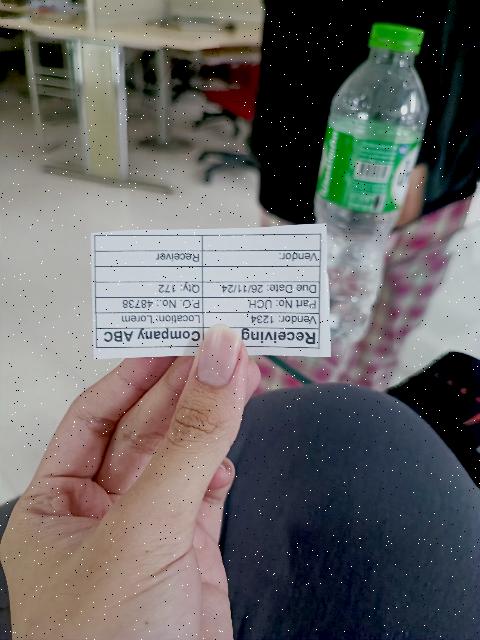 Receiving Company ABC
Vendor: 1234 Location: Lorem
Part No: UCH P.O. No.: 48738
Due Date: 26/11/24 Qty: 172
Vendor: Receiver